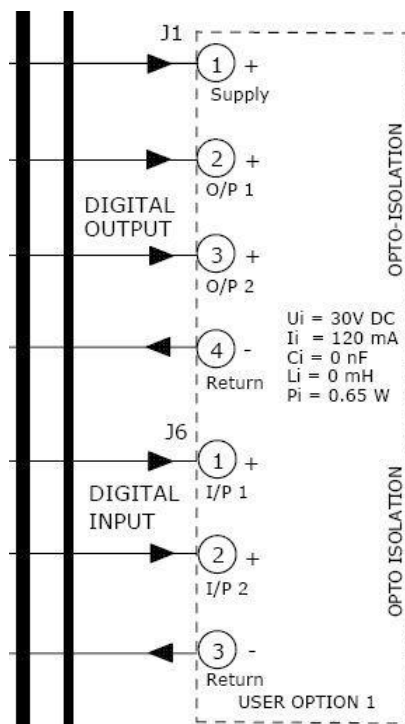 J1
1 +
Supply
2 +
O/P 1
DIGITAL
OUTPUT
3 +
O/P 2
4 -
Return
OPTO-ISOLATION
Ui = 30V DC
Ii = 120 mA
Ci = 0 nF
Li = 0 mH
Pi = 0.65 W
J6
1 +
I/P 1
DIGITAL
INPUT
2 +
I/P 2
3 -
Return
OPTO ISOLATION
USER OPTION 1